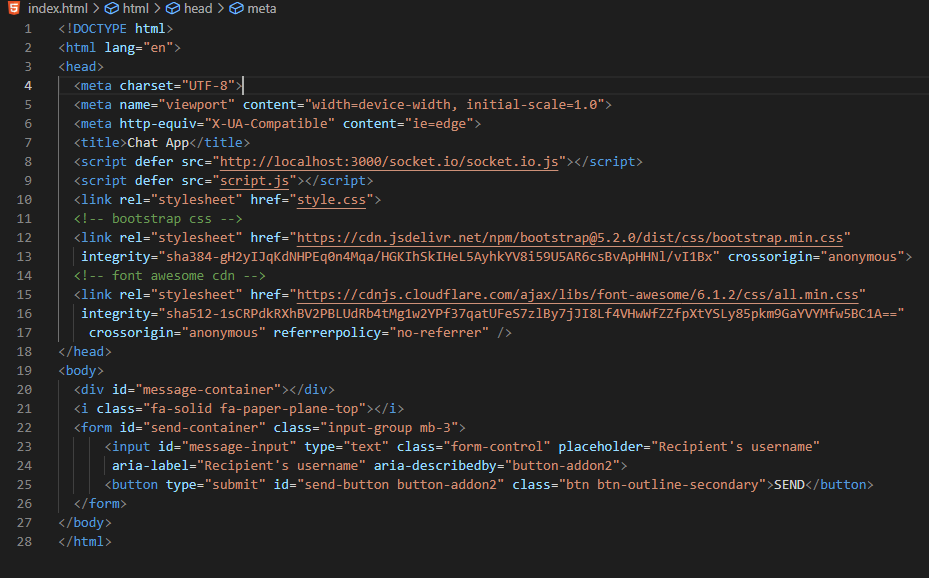 index.html > html > head > meta
1 <!DOCTYPE html>
2 <html lang="en">
3 <head>
4   <meta charset="UTF-8">
5   <meta name="viewport" content="width=device-width, initial-scale=1.0">
6   <meta http-equiv="X-UA-Compatible" content="ie=edge">
7   <title>Chat App</title>
8   <script defer src="http://localhost:3000/socket.io/socket.io.js"></script>
9   <script defer src="script.js"></script>
10   <link rel="stylesheet" href="style.css">
11   <!-- bootstrap css -->
12   <link rel="stylesheet" href="https://cdn.jsdelivr.net/npm/bootstrap@5.2.0/dist/css/bootstrap.min.css"
13    integrity="sha384-gH2yIJqKdNHPEq0n4Mqa/HGKIhSkIHeL5AyhkYV8i59U5AR6csBvApHHNl/vI1Bx" crossorigin="anonymous">
14   <!-- font awesome cdn -->
15   <link rel="stylesheet" href="https://cdnjs.cloudflare.com/ajax/libs/font-awesome/6.1.2/css/all.min.css"
16    integrity="sha512-1sCRPdkRXhBV2PBLUdRb4tMg1w2YPf37qatUFeS7zlBy7jJI8Lf4VHwWfZZfpXtYSLy85pkm9GaYVYMfw5BC1A=="
17     crossorigin="anonymous" referrerpolicy="no-referrer" />
18 </head>
19 <body>
20   <div id="message-container"></div>
21   <i class="fa-solid fa-paper-plane-top"></i>
22   <form id="send-container" class="input-group mb-3">
23       <input id="message-input" type="text" class="form-control" placeholder="Recipient's username"
24        aria-label="Recipient's username" aria-describedby="button-addon2">
25       <button type="submit" id="send-button button-addon2" class="btn btn-outline-secondary">SEND</button>
26   </form>
27 </body>
28 </html>